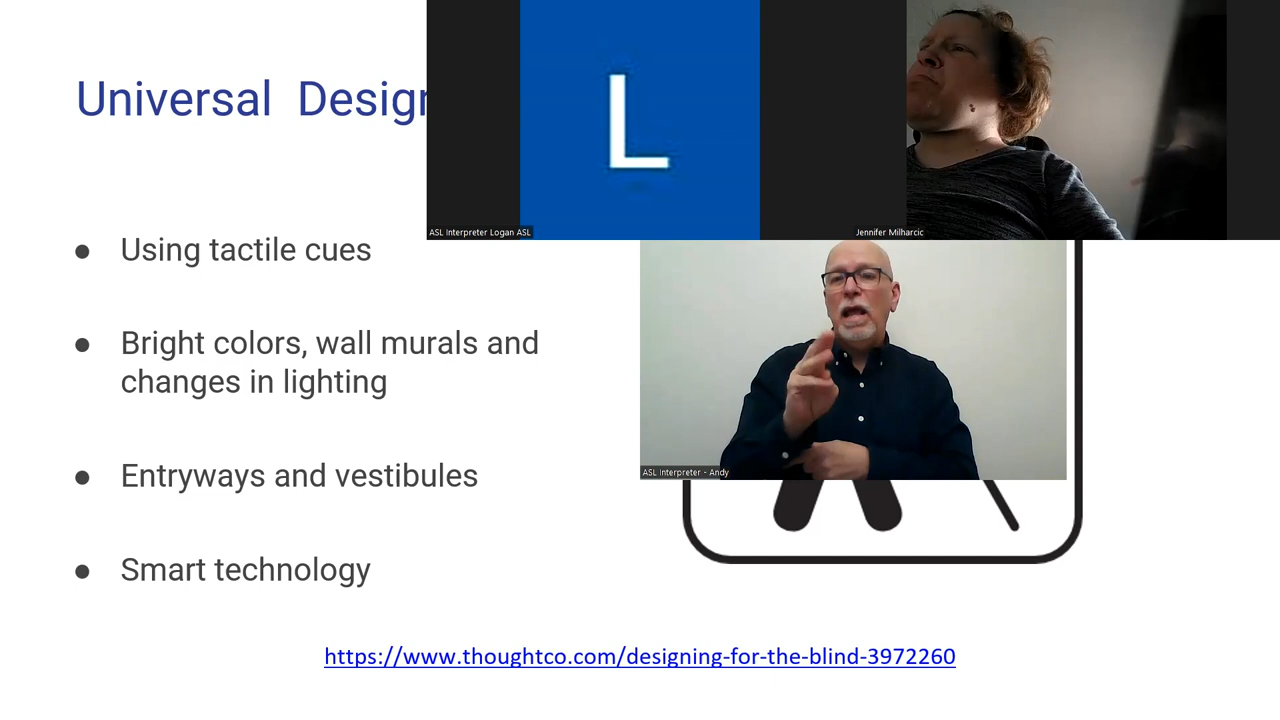 Universal Design
L
ASL Interpreter Logan ASL
Jennifer Milharcic
Using tactile cues
Bright colors, wall murals and
changes in lighting
ASL Interpreter - Andy
Entryways and vestibules
Smart technology
https://www.thoughtco.com/designing-for-the-blind-3972260